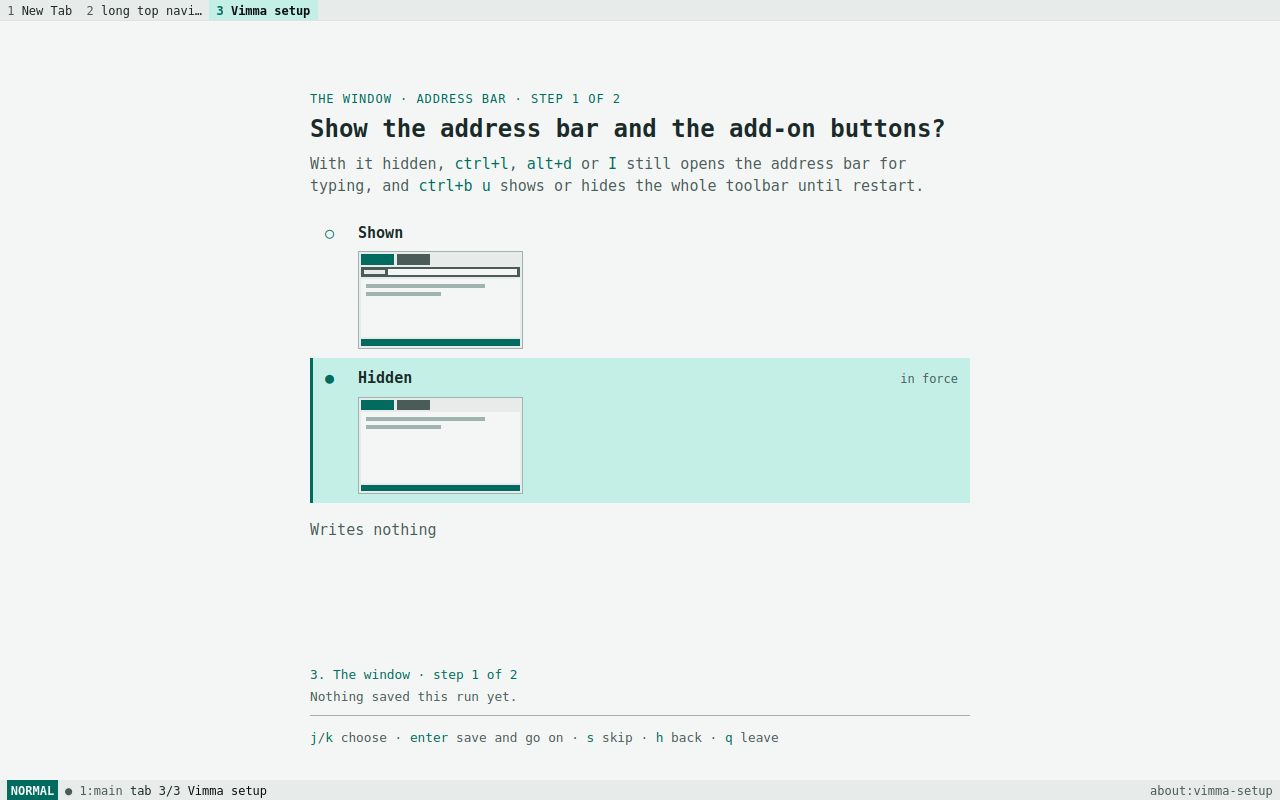 1 New Tab 2 long top navi… 3 Vimma setup
THE WINDOW · ADDRESS BAR · STEP 1 OF 2
Show the address bar and the add-on buttons?
With it hidden, ctrl+l, alt+d or I still opens the address bar for
typing, and ctrl+b u shows or hides the whole toolbar until restart.
○ Shown
● Hidden in force
Writes nothing
3. The window · step 1 of 2
Nothing saved this run yet.
j/k choose · enter save and go on · s skip · h back · q leave
NORMAL ● 1:main tab 3/3 Vimma setup about:vimma-setup